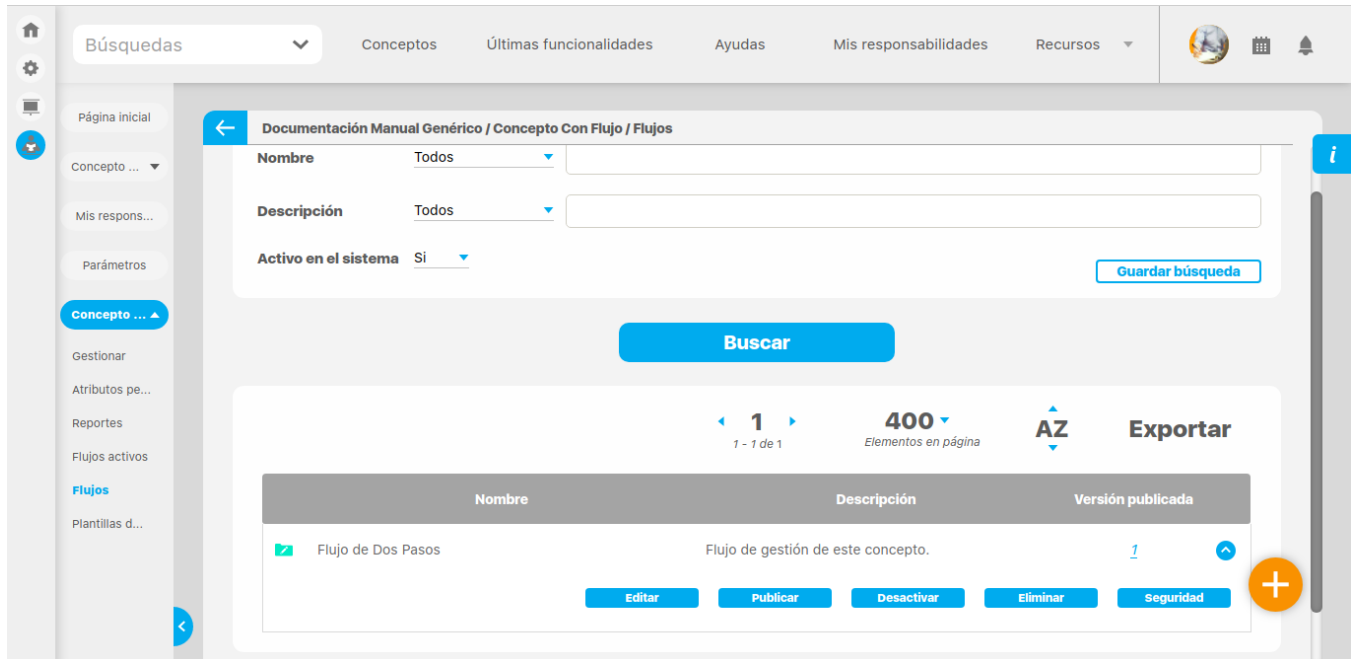 Búsquedas
Conceptos
Últimas funcionalidades
Ayudas
Mis responsabilidades
Recursos
Página inicial
Concepto ...
Mis respons...
Parámetros
Concepto ...
Gestionar
Atributos pe...
Reportes
Flujos activos
Flujos
Plantillas d...
Documentación Manual Genérico / Concepto Con Flujo / Flujos
i
Nombre Todos
Descripción Todos
Activo en el sistema Si
Guardar búsqueda
Buscar
1
1 - 1 de 1
400
Elementos en página
AZ
Exportar
Nombre Descripción Versión publicada
Flujo de Dos Pasos Flujo de gestión de este concepto. 1
Editar Publicar Desactivar Eliminar Seguridad